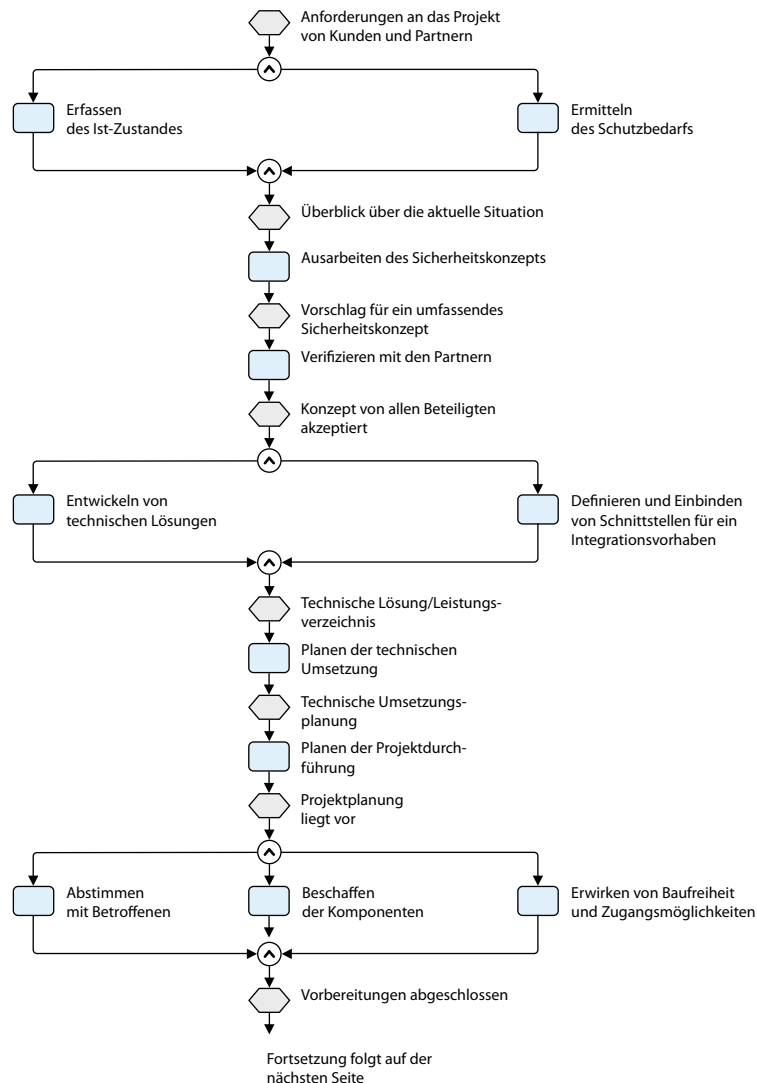 Anforderungen an das Projekt
von Kunden und Partnern
Erfassen
des Ist-Zustandes
Ermitteln
des Schutzbedarfs
Überblick über die aktuelle Situation
Ausarbeiten des Sicherheitskonzepts
Vorschlag für ein umfassendes
Sicherheitskonzept
Verifizieren mit den Partnern
Konzept von allen Beteiligten
akzeptiert
Entwickeln von
technischen Lösungen
Definieren und Einbinden
von Schnittstellen für ein
Integrationsvorhaben
Technische Lösung/Leistungs-
verzeichnis
Planen der technischen
Umsetzung
Technische Umsetzungs-
planung
Planen der Projektdurch-
führung
Projektplanung
liegt vor
Abstimmen
mit Betroffenen
Beschaffen
der Komponenten
Erwirken von Baufreiheit
und Zugangsmöglichkeiten
Vorbereitungen abgeschlossen
Fortsetzung folgt auf der
nächsten Seite